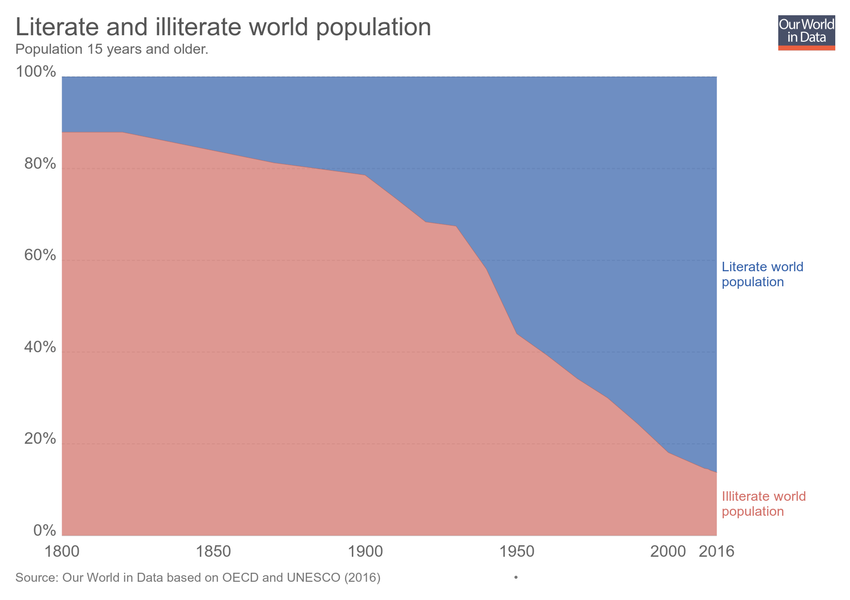 Literate and illiterate world population
Population 15 years and older.
Our World
in Data
100%
80%
60%
40%
20%
0%
Literate world
population
Illiterate world
population
1800 1850 1900 1950 2000 2016
Source: Our World in Data based on OECD and UNESCO (2016) •